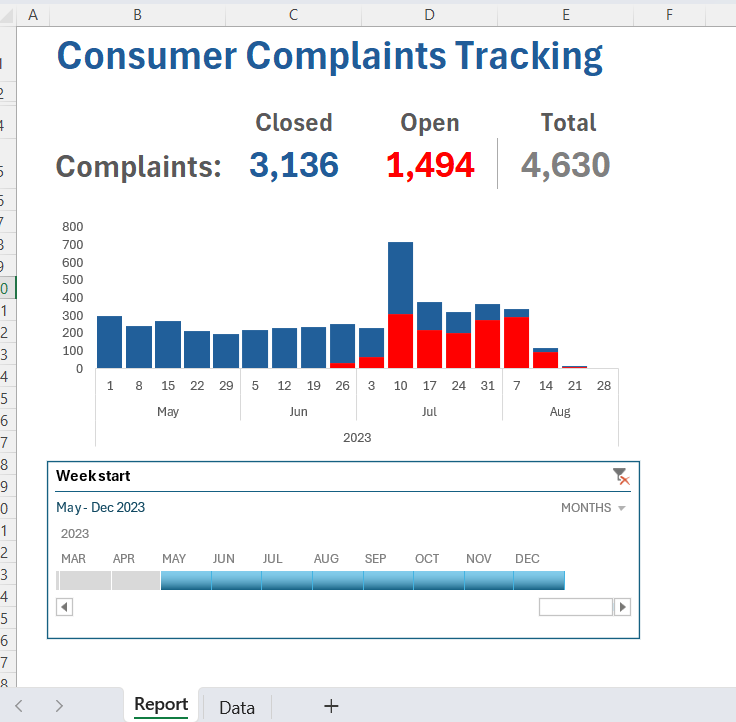 A B C D E F
Consumer Complaints Tracking
Closed Open Total
Complaints: 3,136 1,494 4,630
800
700
600
500
400
300
200
100
0
1 8 15 22 29 5 12 19 26 3 10 17 24 31 7 14 21 28
May Jun Jul Aug
2023
Week start
May - Dec 2023 MONTHS
2023
MAR APR MAY JUN JUL AUG SEP OCT NOV DEC
Report Data